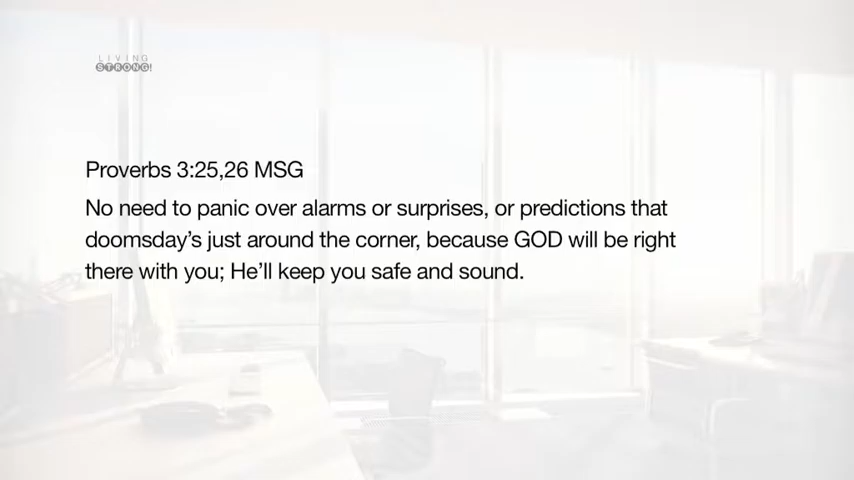 LIVING
STRONG!
Proverbs 3:25,26 MSG
No need to panic over alarms or surprises, or predictions that
doomsday's just around the corner, because GOD will be right
there with you; He'll keep you safe and sound.